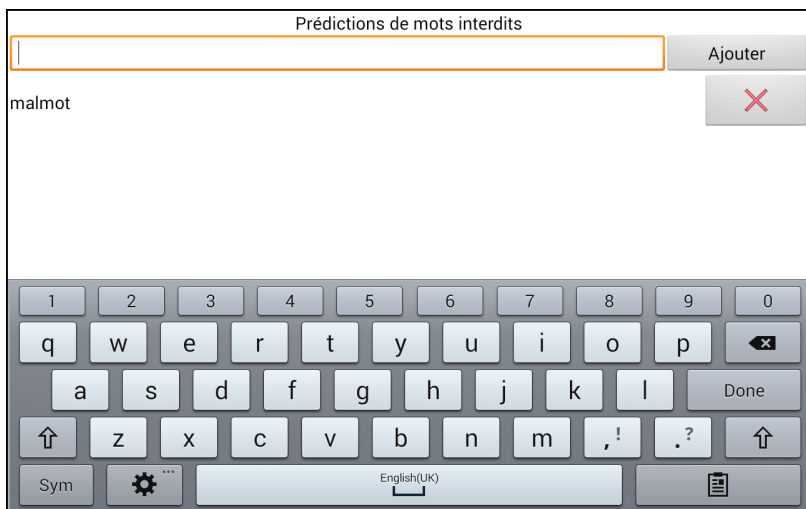 Prédictions de mots interdits
Ajouter
malmot
1 2 3 4 5 6 7 8 9 0
q w e r t y u i o p
a s d f g h j k l Done
z x c v b n m , ! . ?
Sym ... English(UK)